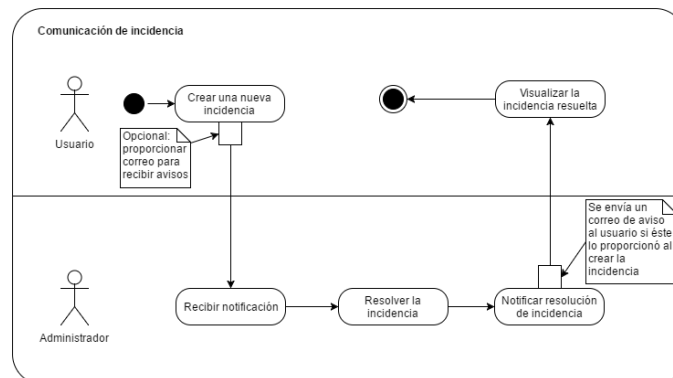 Comunicación de incidencia
Usuario
Crear una nueva
incidencia
Opcional:
proporcionar
correo para
recibir avisos
Visualizar la
incidencia resuelta
Se envía un
correo de aviso
al usuario si éste
lo proporcionó al
crear la
incidencia
Administrador
Recibir notificación
Resolver la
incidencia
Notificar resolución
de incidencia